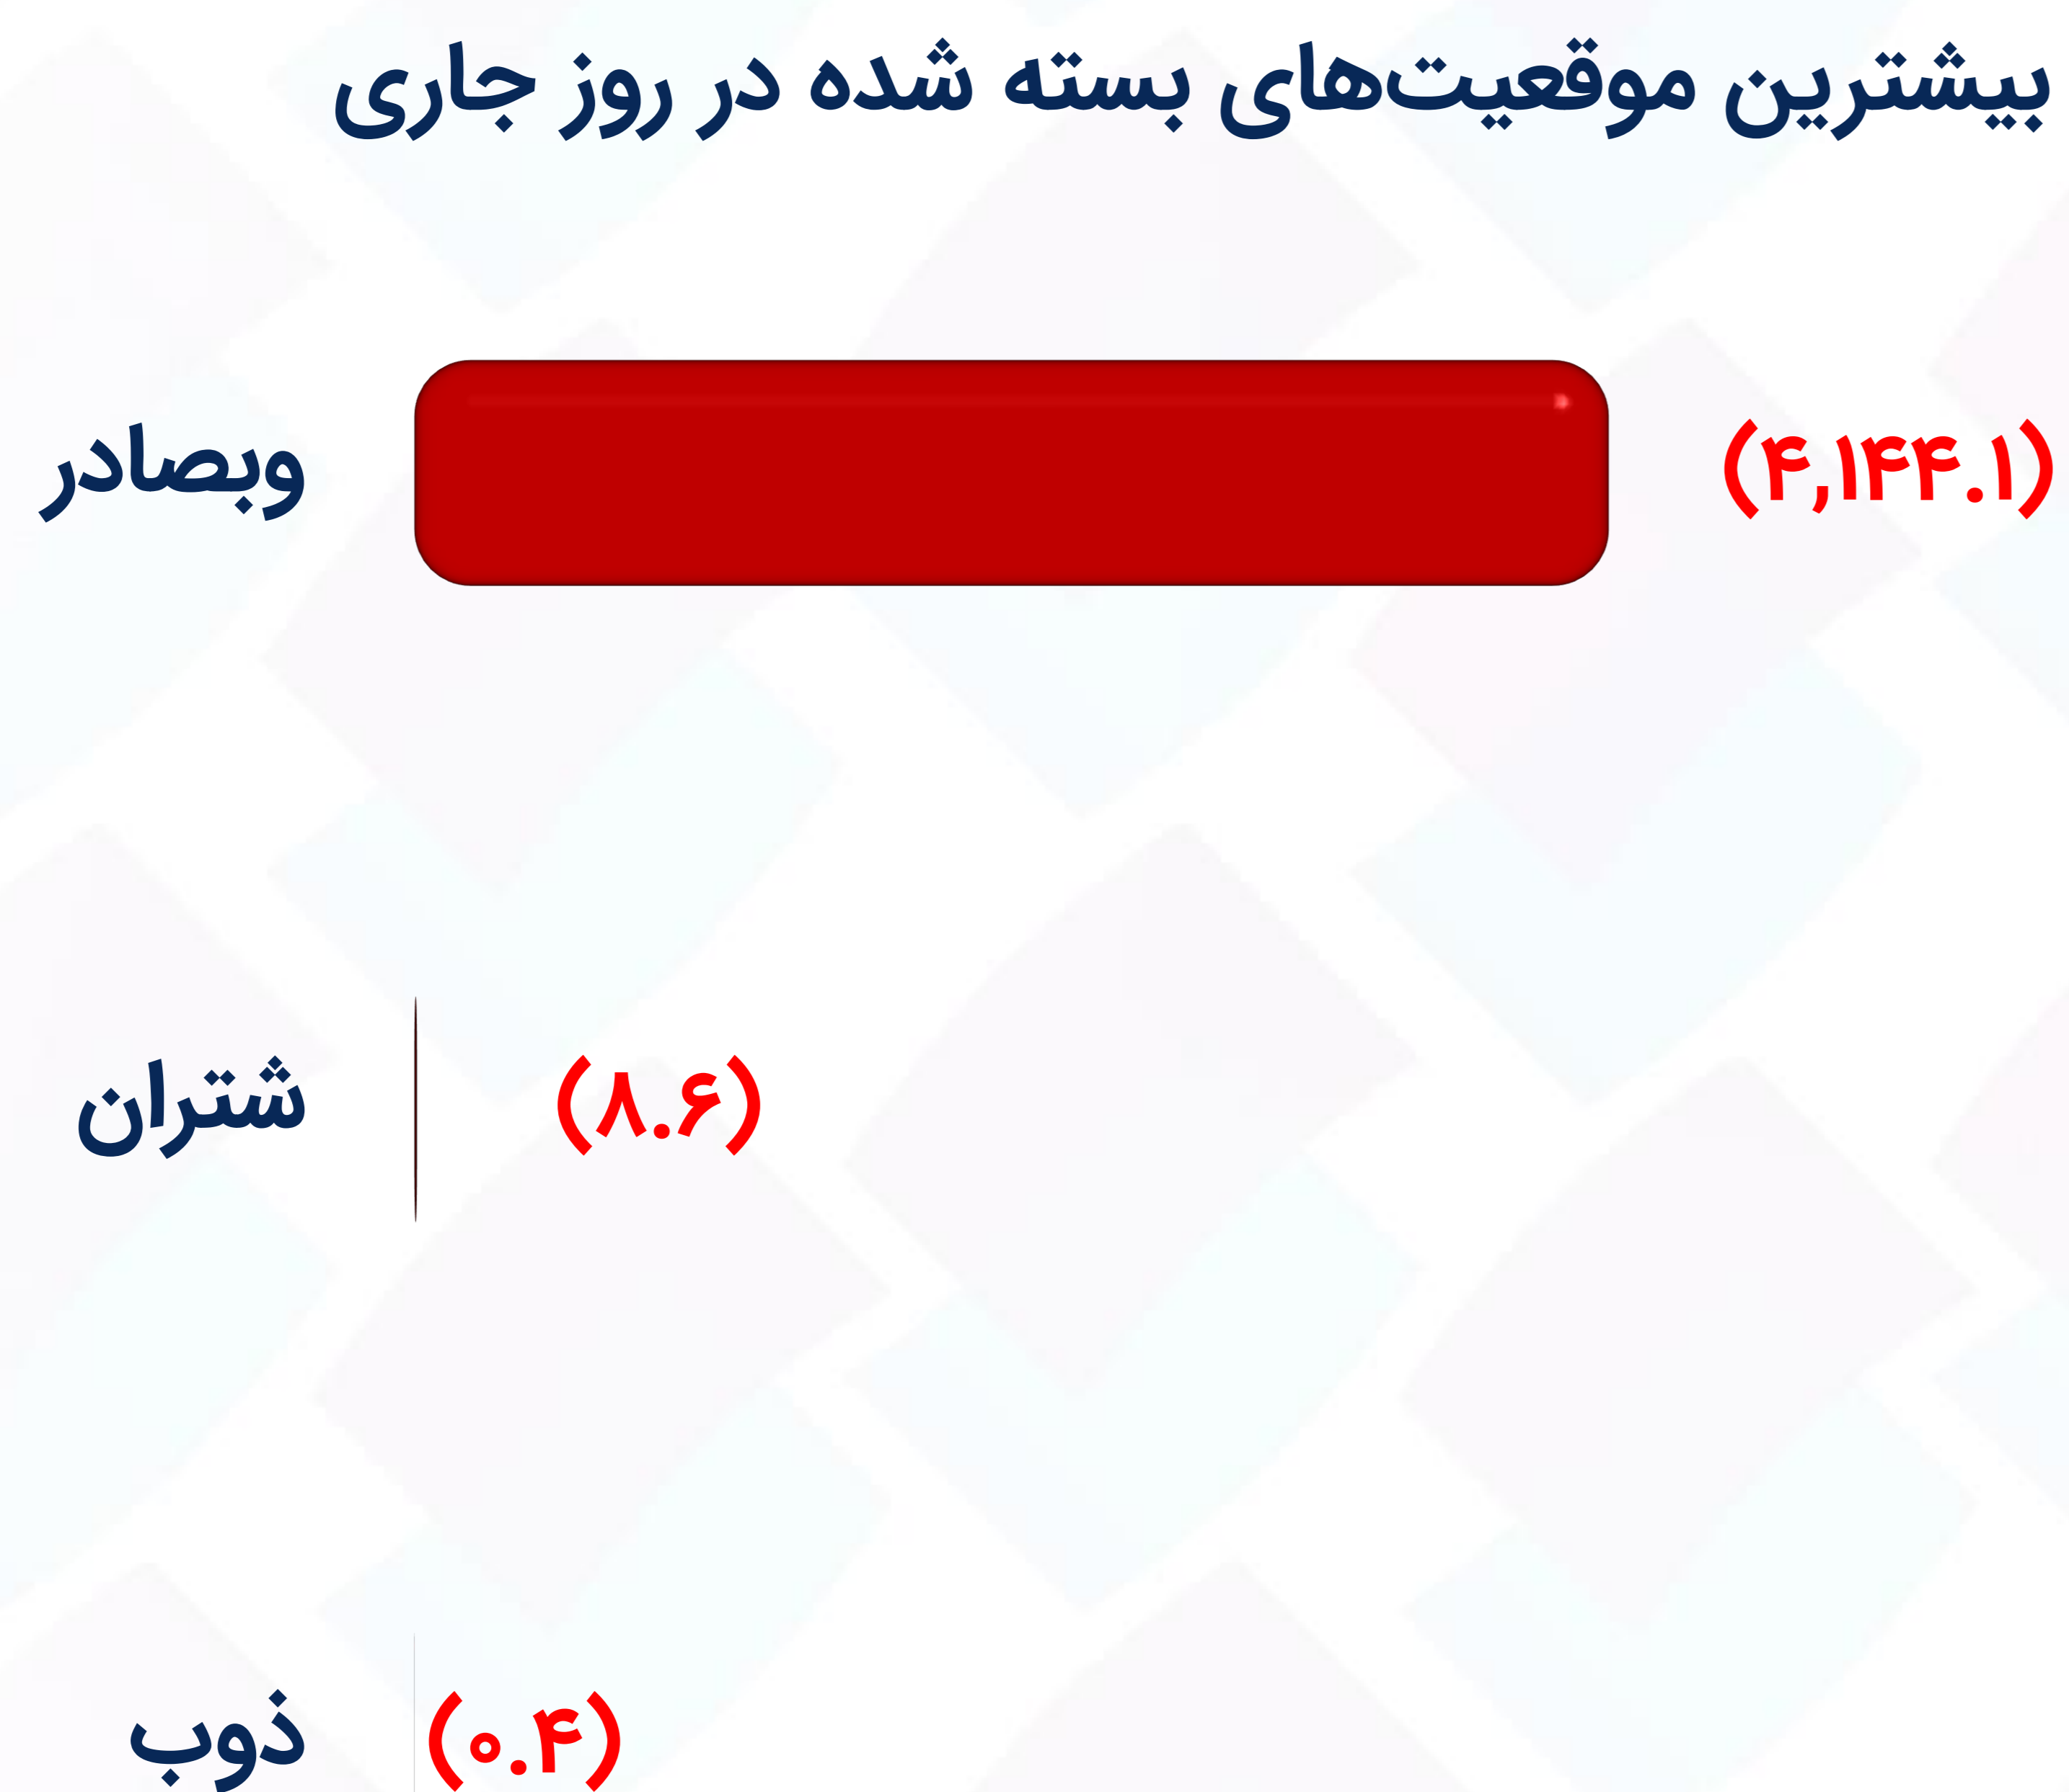 بیشترین موقعیت‌های بسته شده در روز جاری
وبصادر
(۴,۱۴۴.۱)
شتران
(۸.۶)
ذوب
(۰.۴)